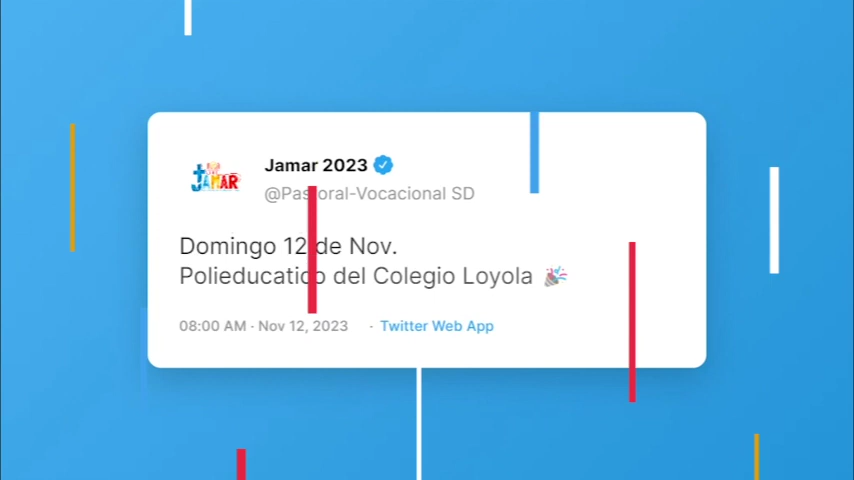 JAMAR
Jamar 2023
@Pastoral-Vocacional SD
Domingo 12 de Nov.
Polieducatico del Colegio Loyola 🎉
08:00 AM · Nov 12, 2023 · Twitter Web App